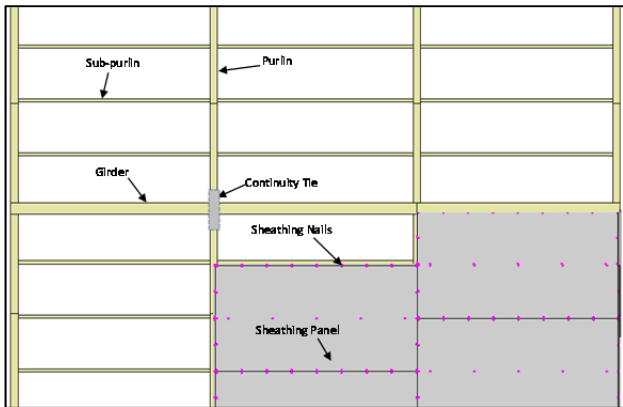 Sub-purlin
Purlin
Girder
Continuity Tie
Sheathing Nails
Sheathing Panel